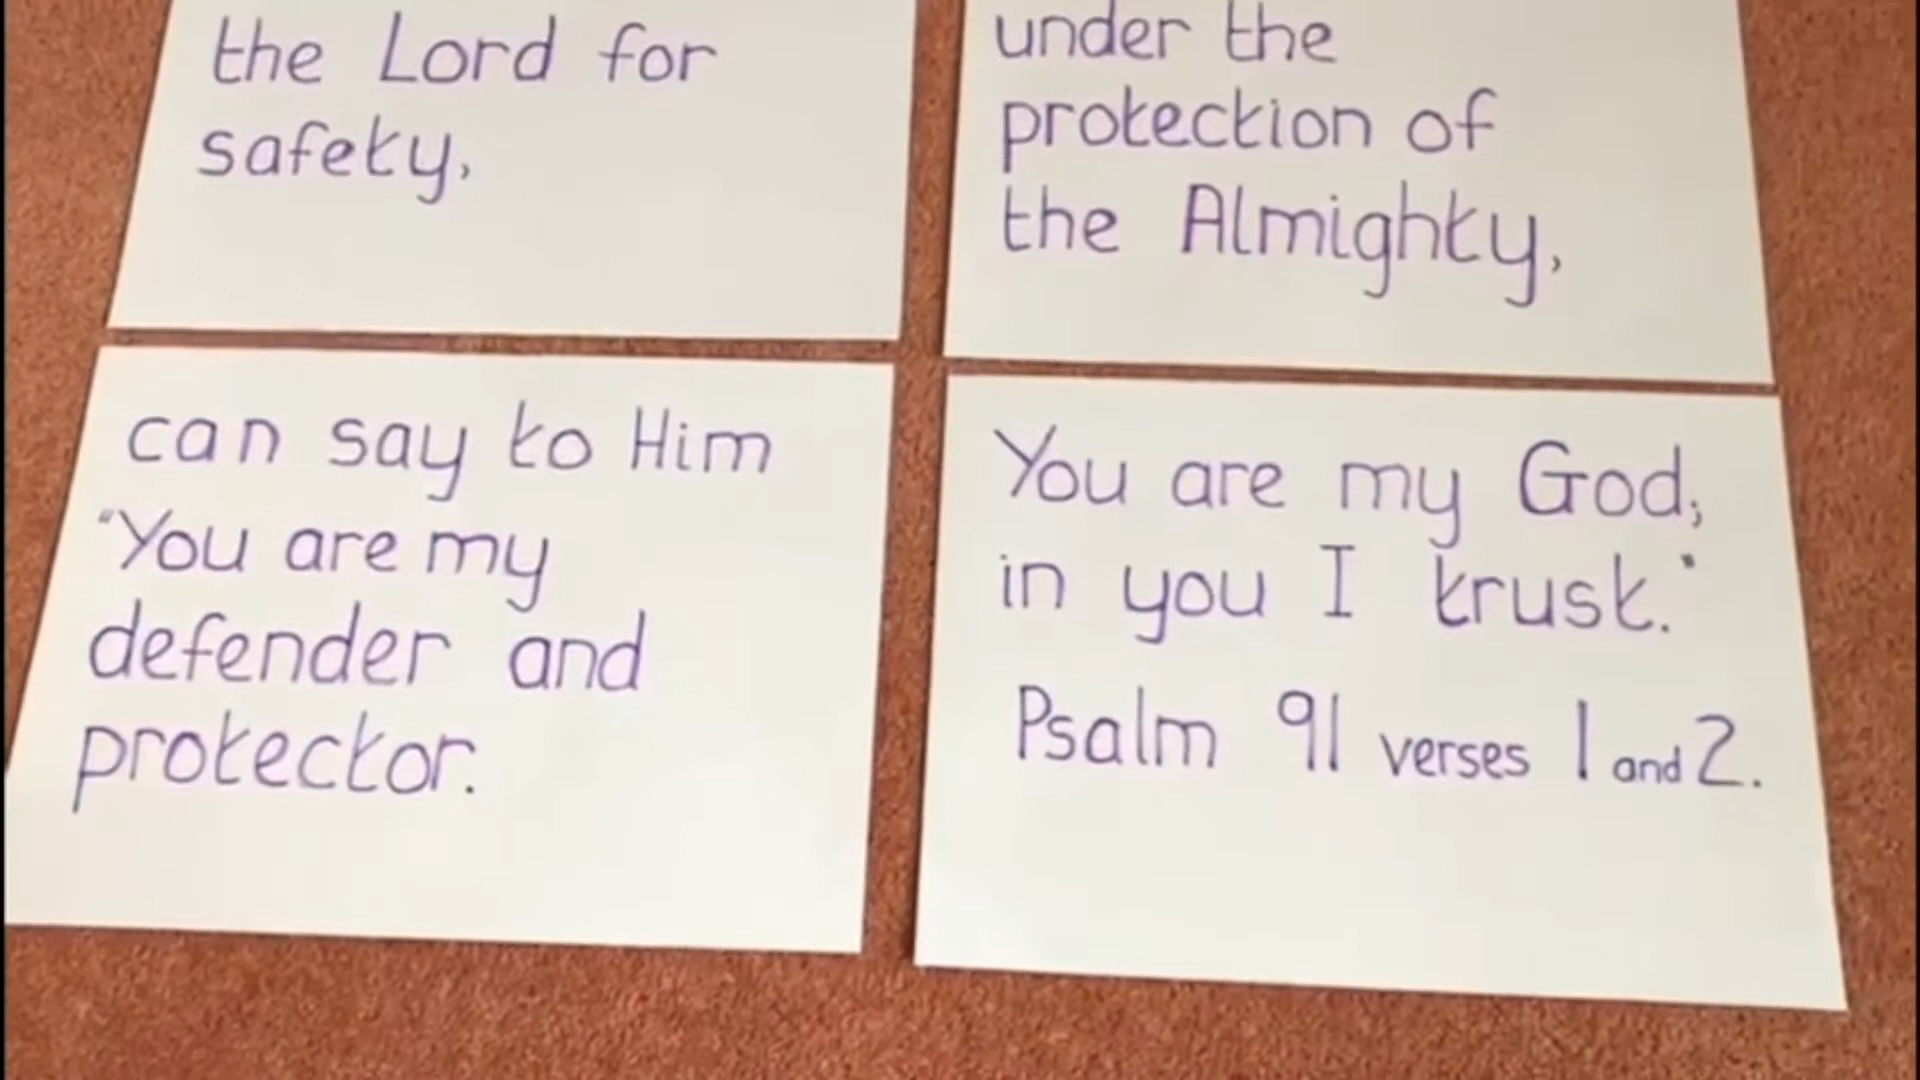 the Lord for
safety,
under the
protection of
the Almighty,
can say to Him
"You are my
defender and
protector.
You are my God;
in you I trust."
Psalm 91 verses 1 and 2.